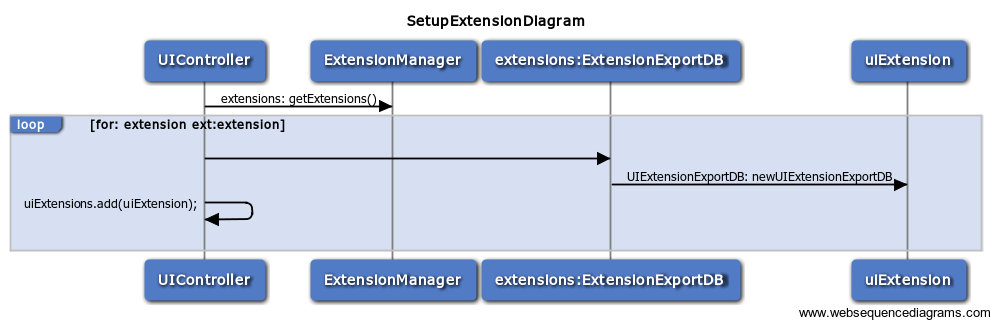 SetupExtensionDiagram
UIController ExtensionManager extensions:ExtensionExportDB uiExtension
extensions: getExtensions()
loop [for: extension ext:extension]
UIExtensionExportDB: newUIExtensionExportDB
uiExtensions.add(uiExtension);
UIController ExtensionManager extensions:ExtensionExportDB uiExtension
www.websequencediagrams.com